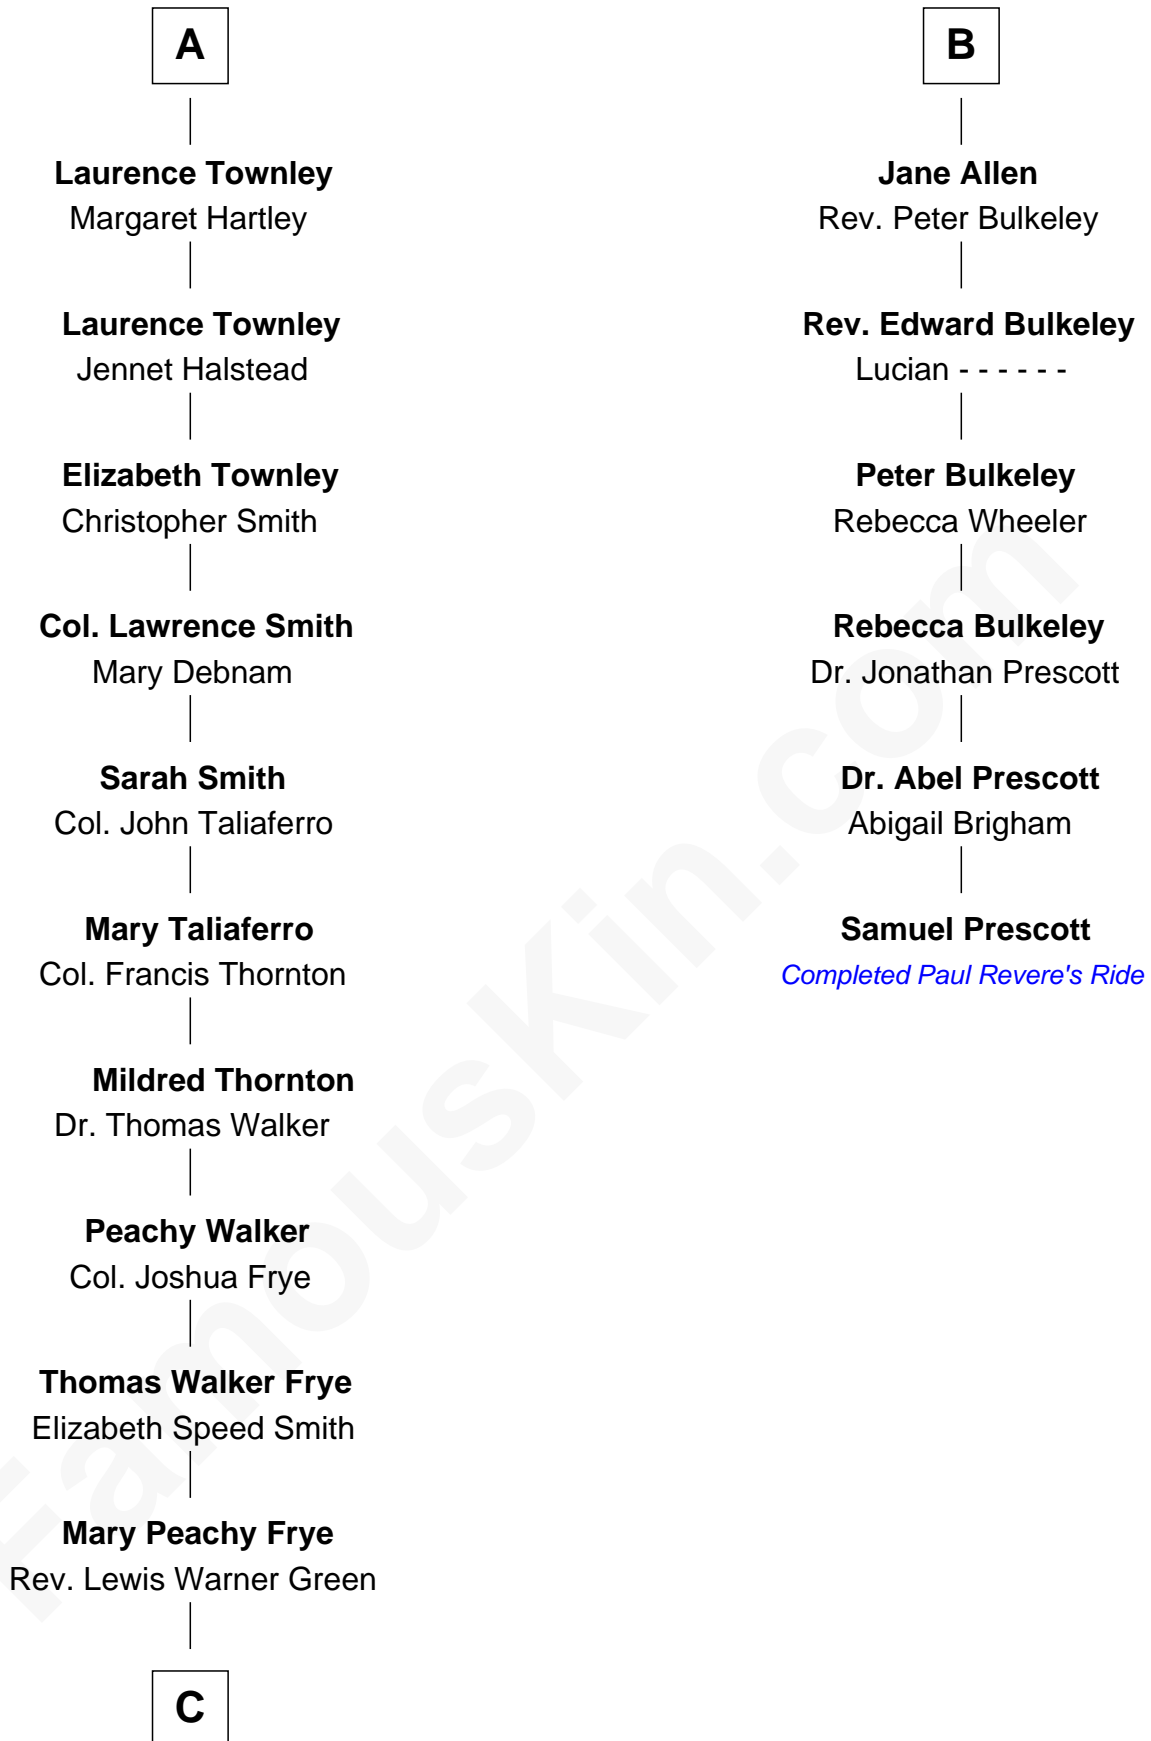 A
Laurence Townley
Margaret Hartley
Laurence Townley
Jennet Halstead
Elizabeth Townley
Christopher Smith
Col. Lawrence Smith
Mary Debnam
Sarah Smith
Col. John Taliaferro
Mary Taliaferro
Col. Francis Thornton
Mildred Thornton
Dr. Thomas Walker
Peachy Walker
Col. Joshua Frye
Thomas Walker Frye
Elizabeth Speed Smith
Mary Peachy Frye
Rev. Lewis Warner Green
C
B
Jane Allen
Rev. Peter Bulkeley
Rev. Edward Bulkeley
Lucian - - - - - -
Peter Bulkeley
Rebecca Wheeler
Rebecca Bulkeley
Dr. Jonathan Prescott
Dr. Abel Prescott
Abigail Brigham
Samuel Prescott
Completed Paul Revere's Ride
FamousKin.com